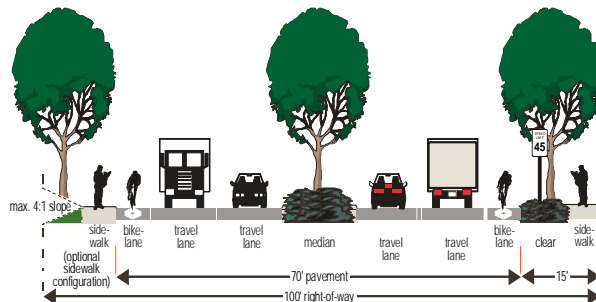 SPEED
LIMIT
45
max. 4:1 slope
side-
walk
(optional
sidewalk
configuration)
bike-
lane
travel
lane
travel
lane
median
travel
lane
travel
lane
bike-
lane
clear
side-
walk
70' pavement
15'
100' right-of-way